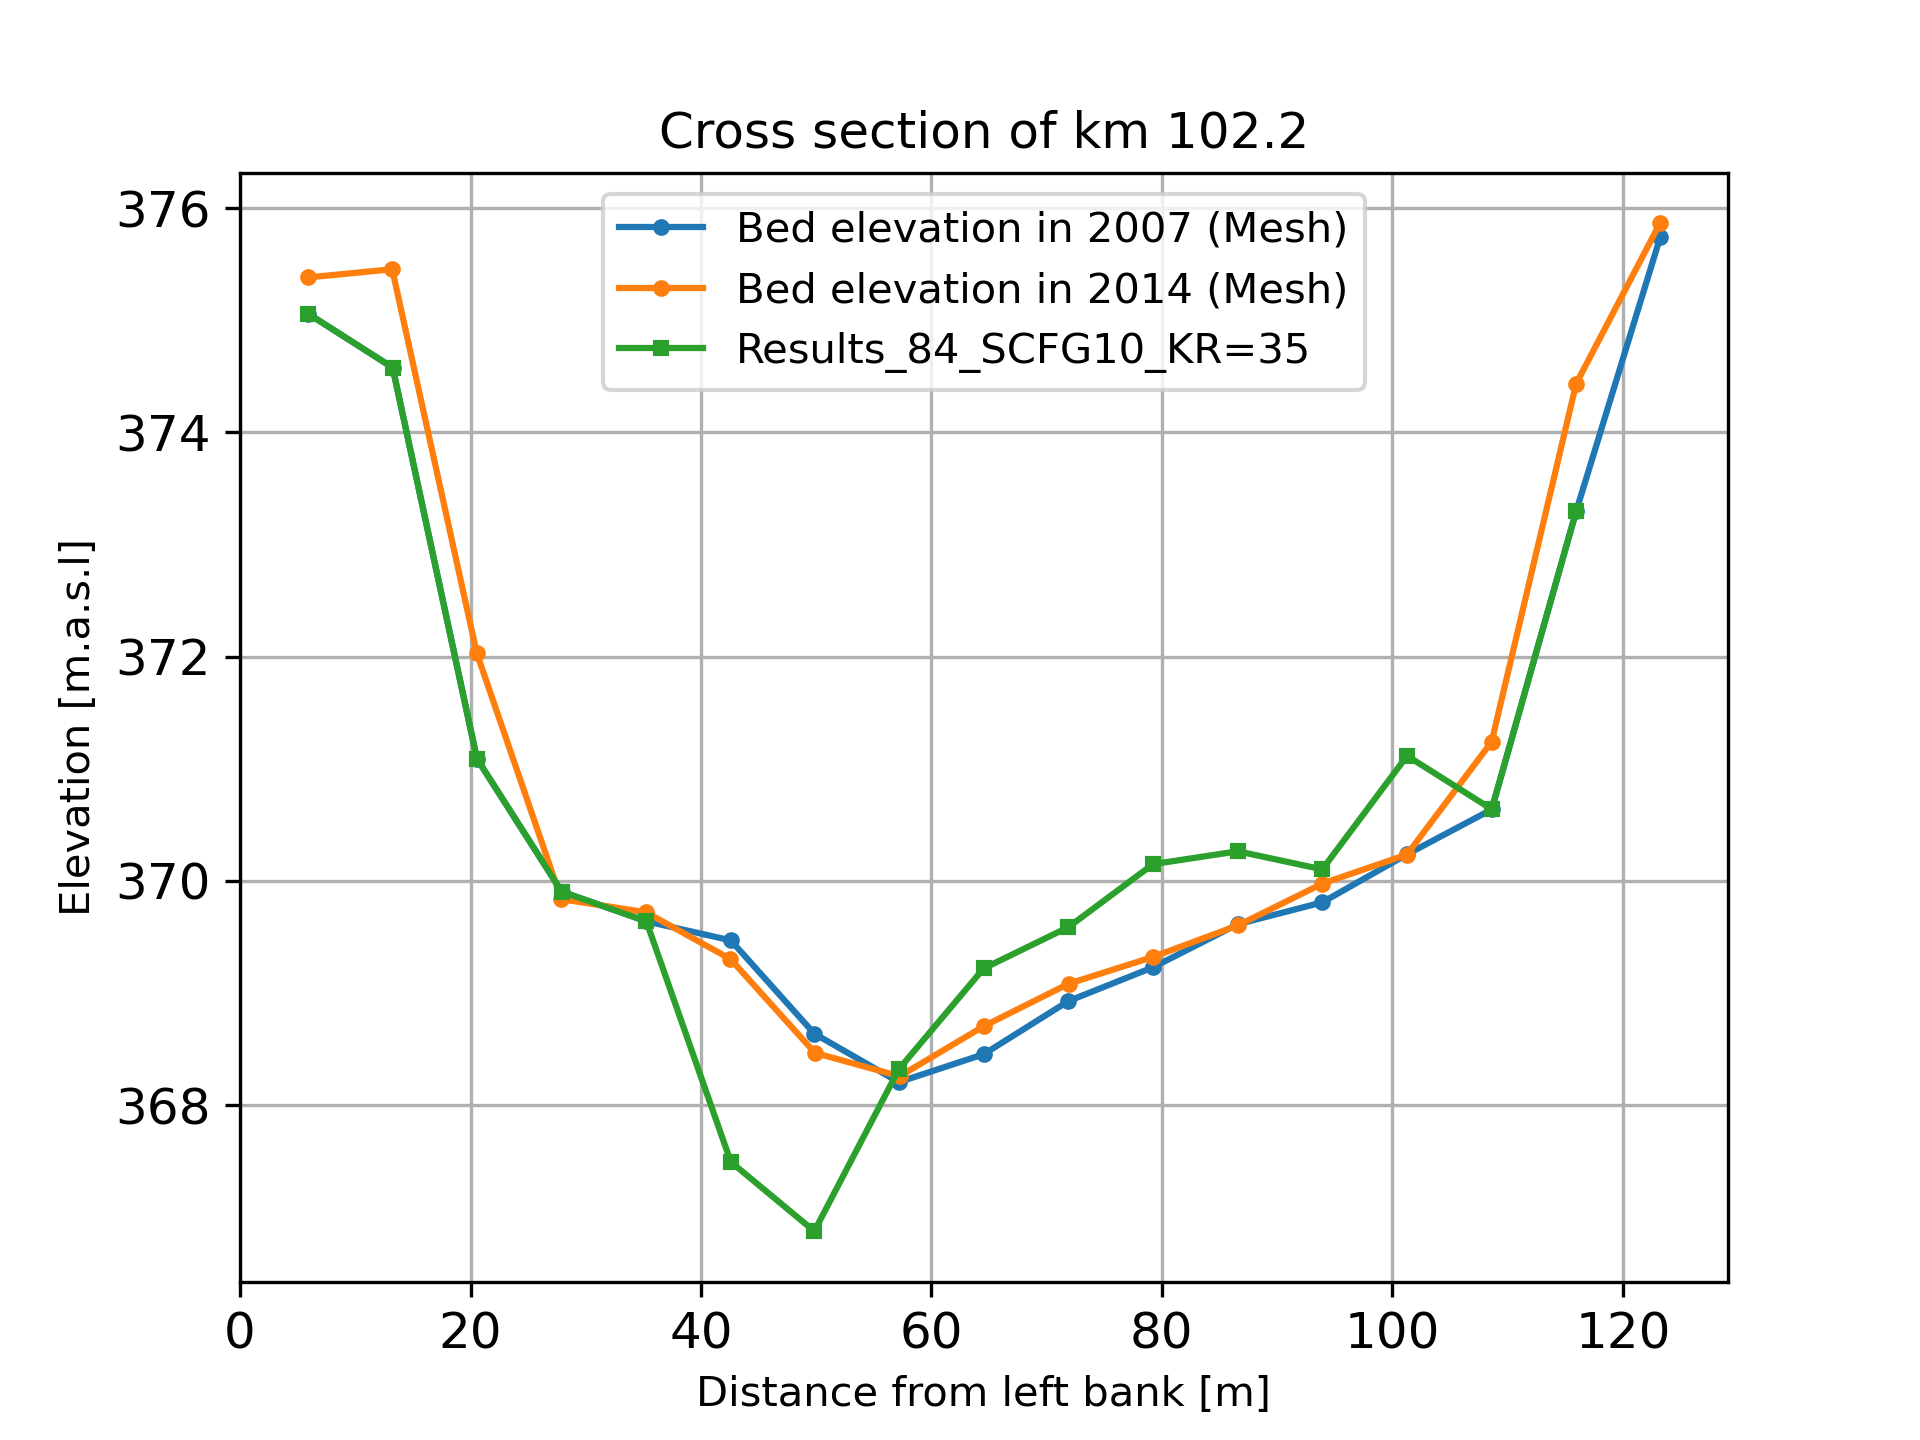 Cross section of km 102.2
Bed elevation in 2007 (Mesh)
Bed elevation in 2014 (Mesh)
Results_84_SCFG10_KR=35
376
374
372
370
368
Elevation [m.a.s.l]
0 20 40 60 80 100 120
Distance from left bank [m]